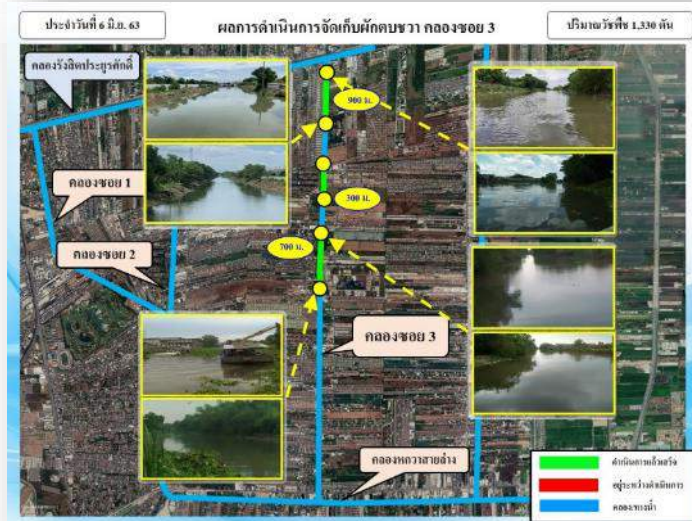 ประจำวันที่ 6 มิ.ย. 63
ผลการดำเนินการจัดเก็บผักตบชวา คลองซอย 3
ปริมาณวัชพืช 1,330 ตัน
คลองรังสิตประยูรศักดิ์
900 ม.
คลองซอย 1
300 ม.
คลองซอย 2
700 ม.
คลองซอย 3
คลองหกวาสายล่าง
ดำเนินการแล้วเสร็จ
อยู่ระหว่างดำเนินการ
คลองทางน้ำ